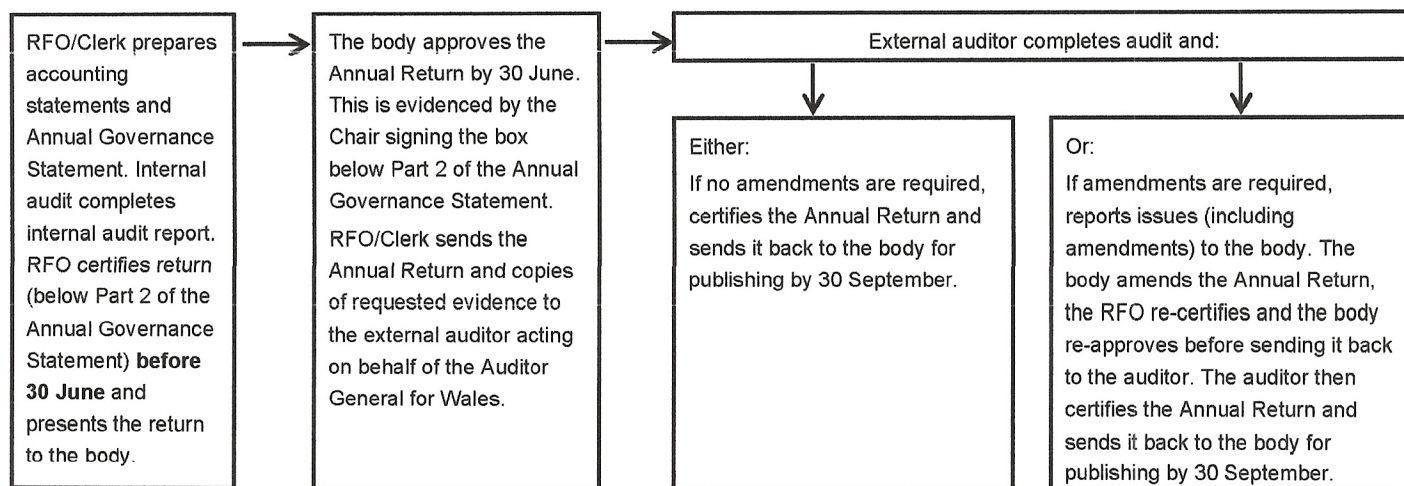 RFO/Clerk prepares
accounting
statements and
Annual Governance
Statement. Internal
audit completes
internal audit report.
RFO certifies return
(below Part 2 of the
Annual Governance
Statement) before
30 June and
presents the return
to the body.
The body approves the
Annual Return by 30 June.
This is evidenced by the
Chair signing the box
below Part 2 of the Annual
Governance Statement.
RFO/Clerk sends the
Annual Return and copies
of requested evidence to
the external auditor acting
on behalf of the Auditor
General for Wales.
External auditor completes audit and:
Either:
If no amendments are required,
certifies the Annual Return and
sends it back to the body for
publishing by 30 September.
Or:
If amendments are required,
reports issues (including
amendments) to the body. The
body amends the Annual Return,
the RFO re-certifies and the body
re-approves before sending it back
to the auditor. The auditor then
certifies the Annual Return and
sends it back to the body for
publishing by 30 September.